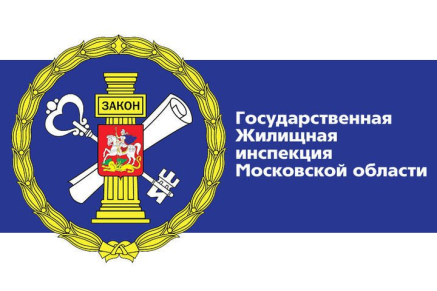 ЗАКОН
Государственная
Жилищная
инспекция
Московской области